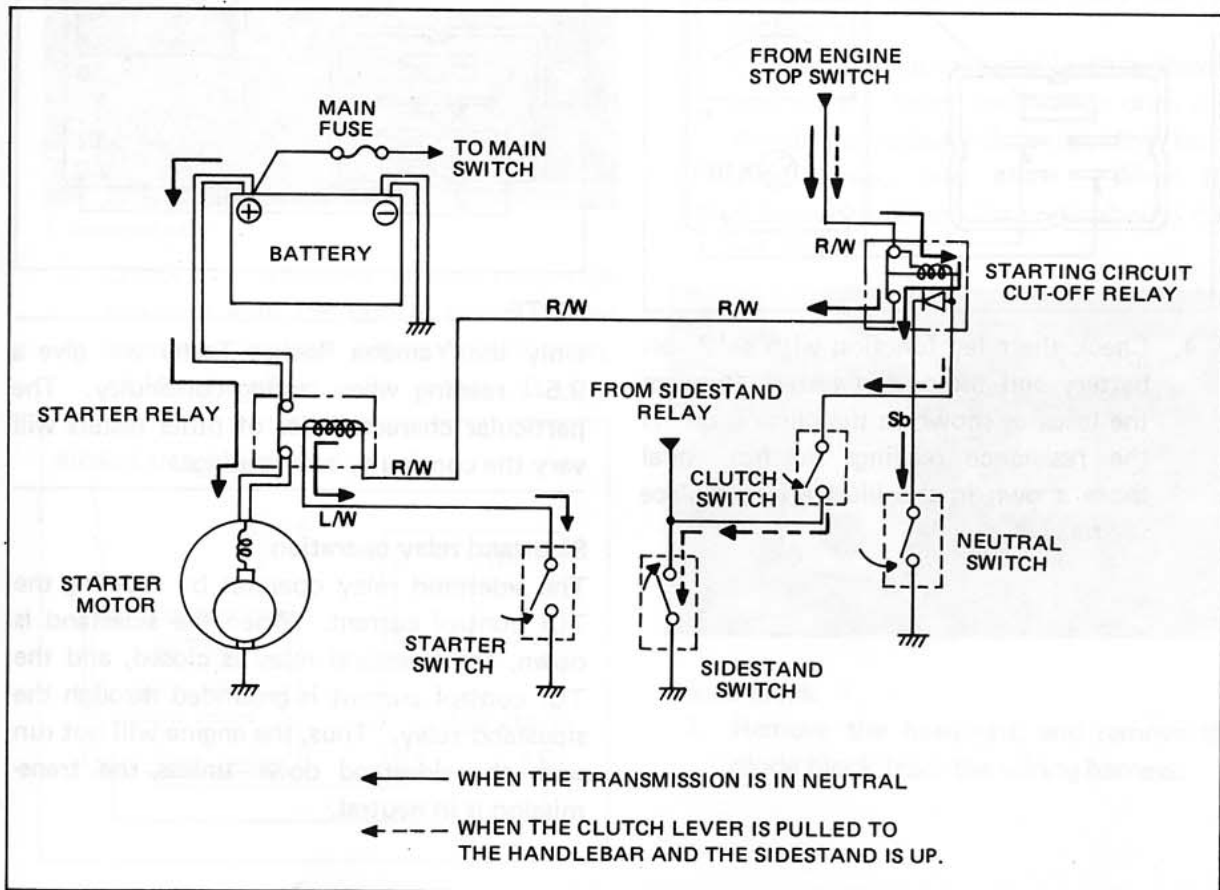 FROM ENGINE
STOP SWITCH
MAIN
FUSE
TO MAIN
SWITCH
+
−
BATTERY
R/W
STARTING CIRCUIT
CUT-OFF RELAY
R/W
R/W
FROM SIDESTAND
RELAY
STARTER RELAY
Sb
R/W
CLUTCH
SWITCH
L/W
NEUTRAL
SWITCH
STARTER
MOTOR
STARTER
SWITCH
SIDESTAND
SWITCH
WHEN THE TRANSMISSION IS IN NEUTRAL
WHEN THE CLUTCH LEVER IS PULLED TO
THE HANDLEBAR AND THE SIDESTAND IS UP.